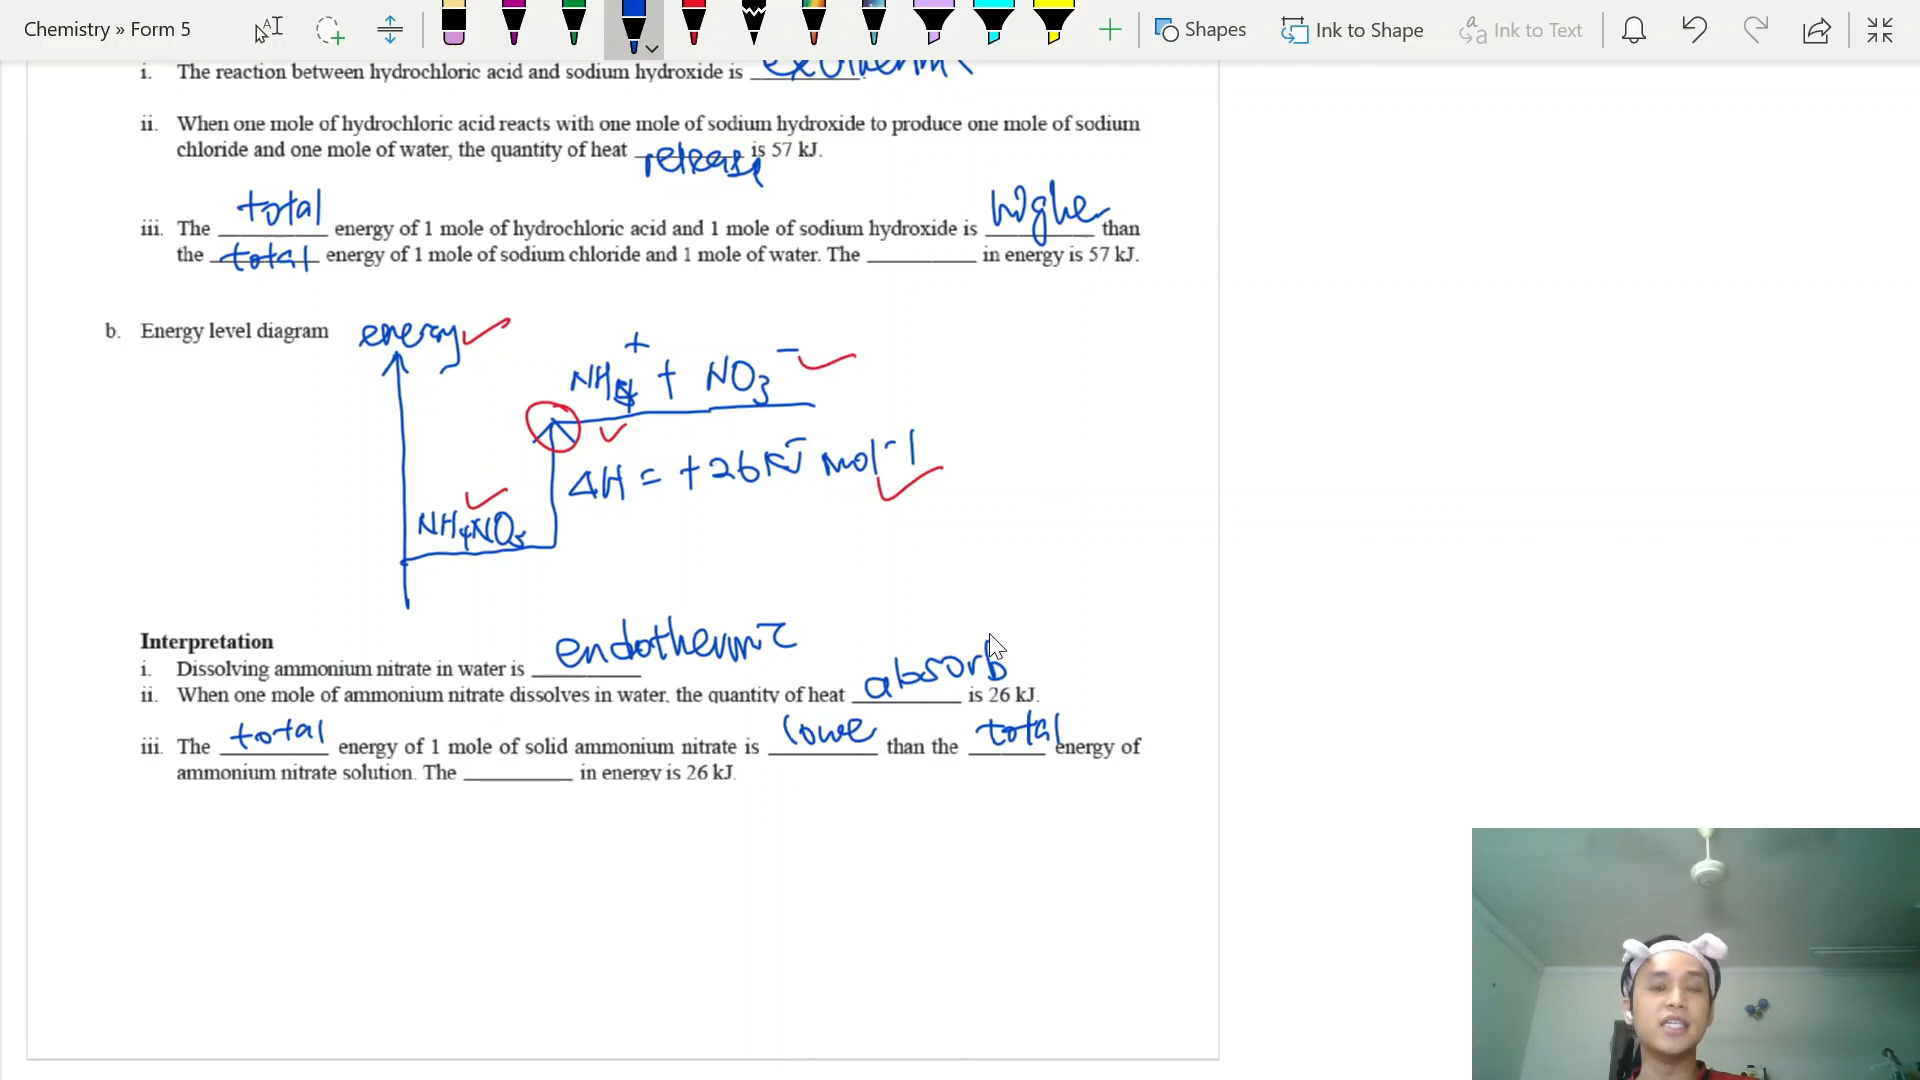 Chemistry » Form 5
Shapes
Ink to Shape
Ink to Text
i. The reaction between hydrochloric acid and sodium hydroxide is exothermic.
ii. When one mole of hydrochloric acid reacts with one mole of sodium hydroxide to produce one mole of sodium
chloride and one mole of water, the quantity of heat release is 57 kJ.
iii. The total energy of 1 mole of hydrochloric acid and 1 mole of sodium hydroxide is highe than
the total energy of 1 mole of sodium chloride and 1 mole of water. The __________ in energy is 57 kJ.
b. Energy level diagram
energy
NH4+ + NO3-
ΔH = +26 kJ mol-1
NH4NO3
Interpretation
i. Dissolving ammonium nitrate in water is endothermic
ii. When one mole of ammonium nitrate dissolves in water, the quantity of heat absorb is 26 kJ.
iii. The total energy of 1 mole of solid ammonium nitrate is lowe than the total energy of
ammonium nitrate solution. The __________ in energy is 26 kJ.